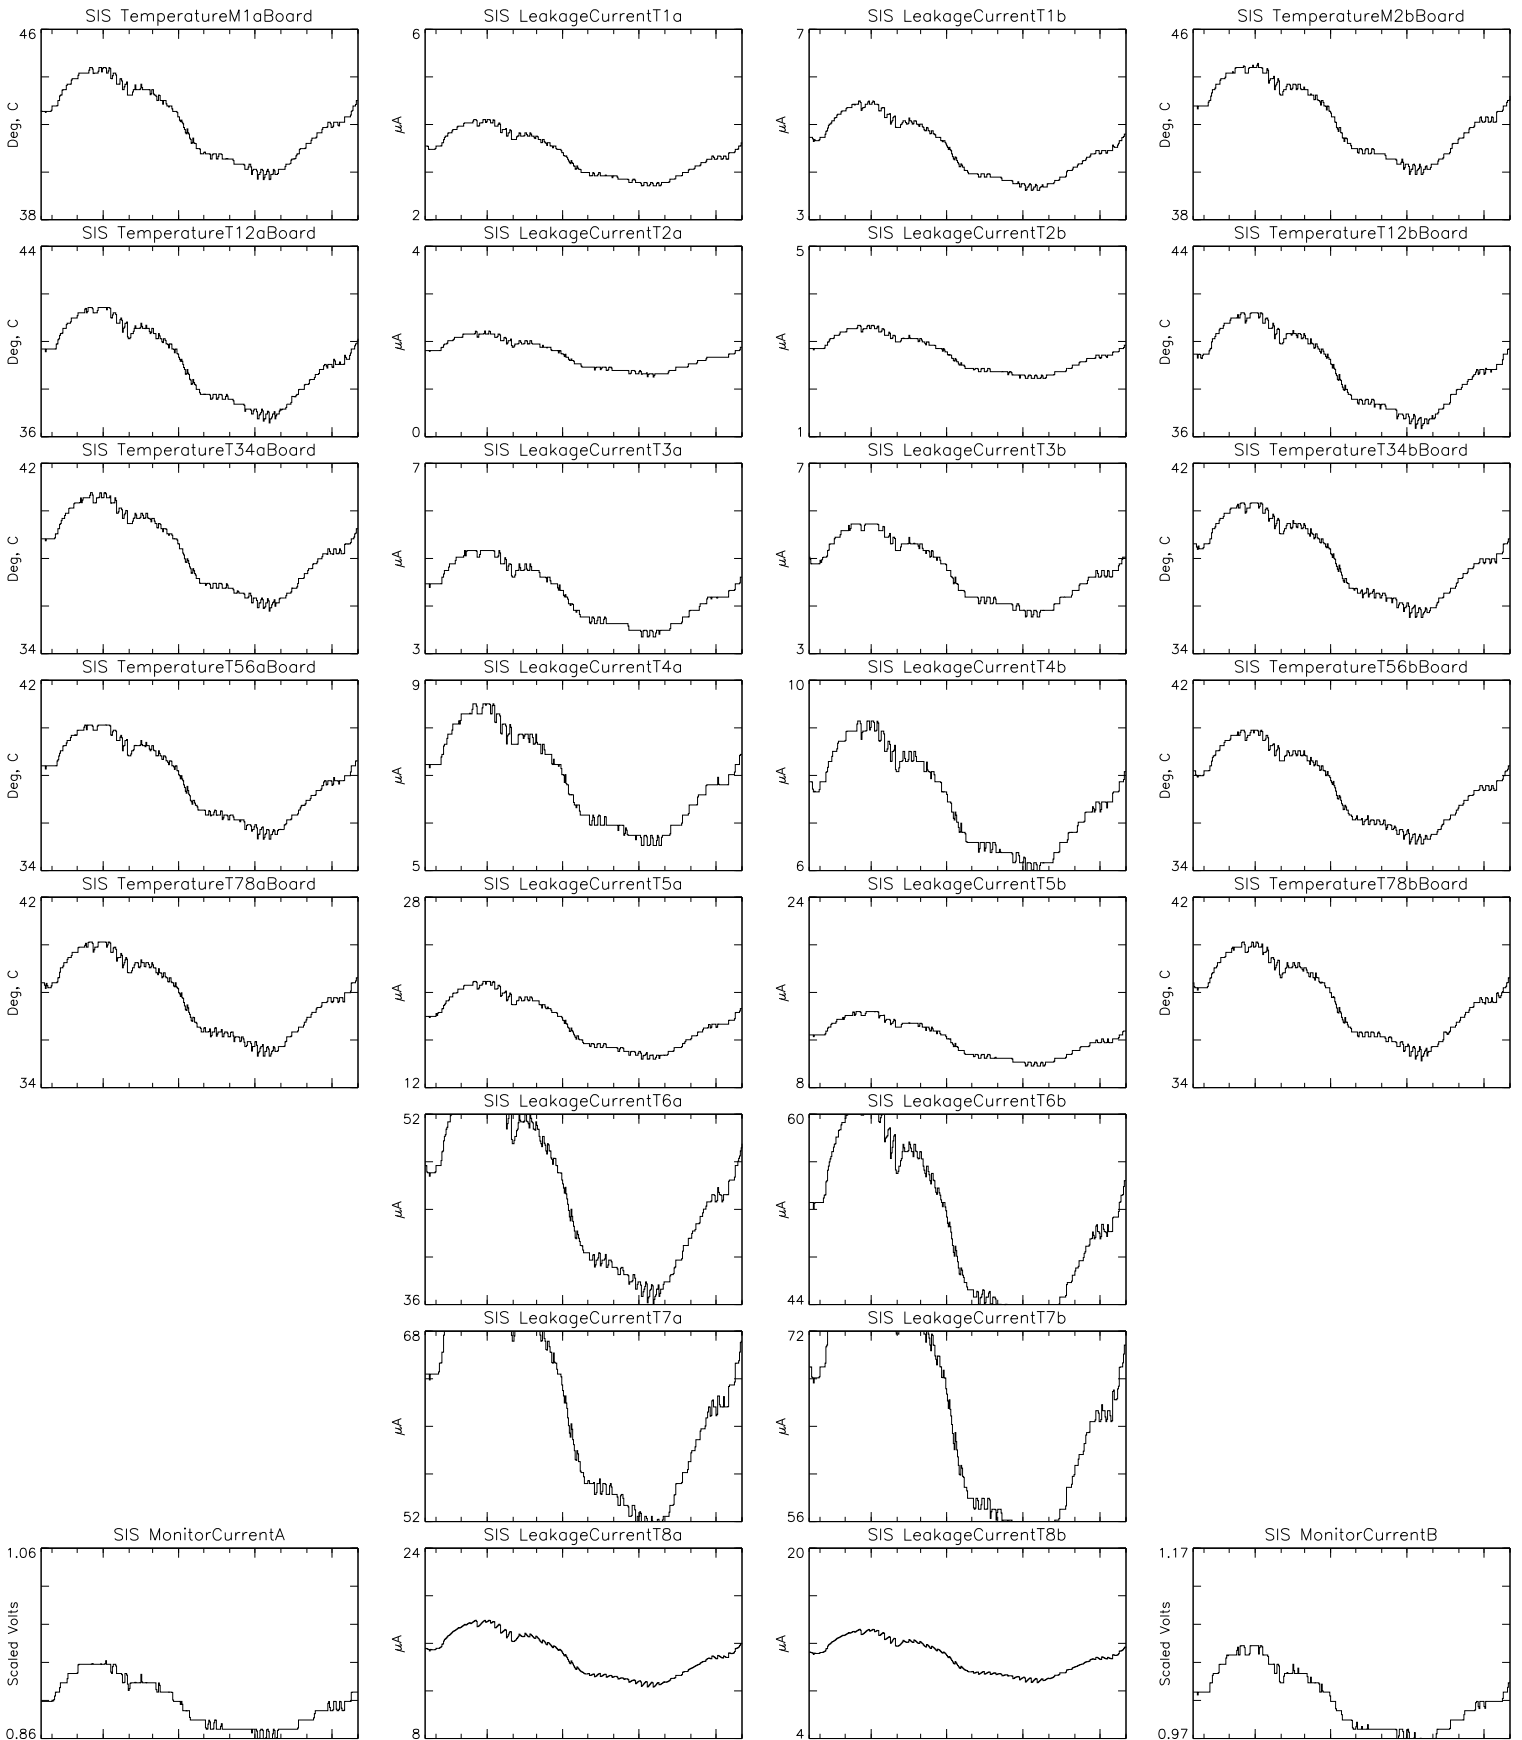 SIS TemperatureM1aBoard
SIS LeakageCurrentT1a
SIS LeakageCurrentT1b
SIS TemperatureM2bBoard
46
Deg, C
38
6
μA
2
7
μA
3
46
Deg, C
38
SIS TemperatureT12aBoard
SIS LeakageCurrentT2a
SIS LeakageCurrentT2b
SIS TemperatureT12bBoard
44
Deg, C
36
4
μA
0
5
μA
1
44
Deg, C
36
SIS TemperatureT34aBoard
SIS LeakageCurrentT3a
SIS LeakageCurrentT3b
SIS TemperatureT34bBoard
42
Deg, C
34
7
μA
3
7
μA
3
42
Deg, C
34
SIS TemperatureT56aBoard
SIS LeakageCurrentT4a
SIS LeakageCurrentT4b
SIS TemperatureT56bBoard
42
Deg, C
34
9
μA
5
10
μA
6
42
Deg, C
34
SIS TemperatureT78aBoard
SIS LeakageCurrentT5a
SIS LeakageCurrentT5b
SIS TemperatureT78bBoard
42
Deg, C
34
28
μA
12
24
μA
8
42
Deg, C
34
SIS LeakageCurrentT6a
SIS LeakageCurrentT6b
52
μA
36
60
μA
44
SIS LeakageCurrentT7a
SIS LeakageCurrentT7b
68
μA
52
72
μA
56
SIS MonitorCurrentA
SIS LeakageCurrentT8a
SIS LeakageCurrentT8b
SIS MonitorCurrentB
1.06
Scaled Volts
0.86
24
μA
8
20
μA
4
1.17
Scaled Volts
0.97